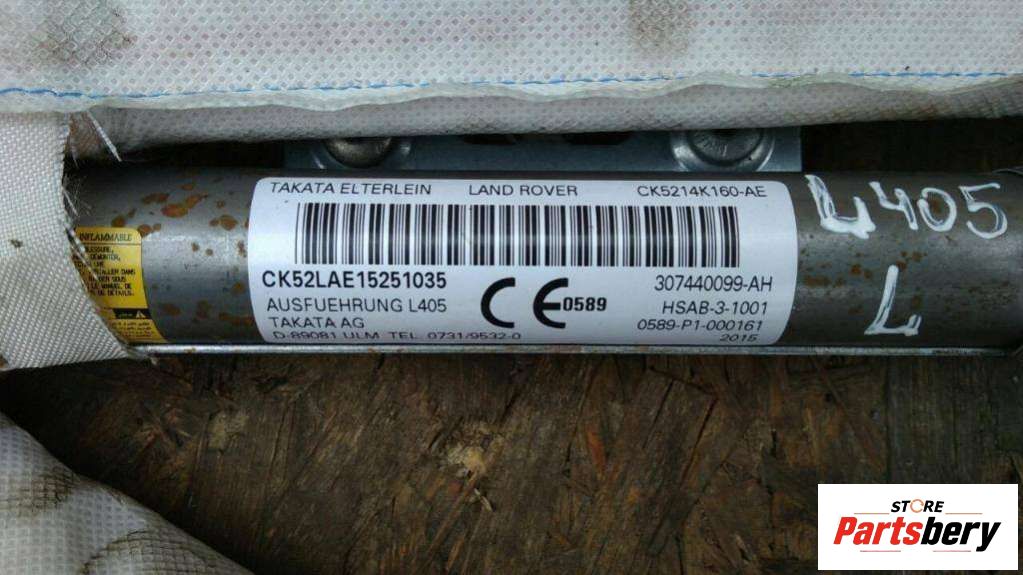 TAKATA ELTERLEIN LAND ROVER CK5214K160-AE
CK52LAE15251035 307440099-AH
AUSFUEHRUNG L405 CE 0589 HSAB-3-1001
TAKATA AG 0589-P1-000161
D-89081 ULM TEL. 0731/9532-0 2015
L405
L
INFLAMMABLE
STORE
Partsbery